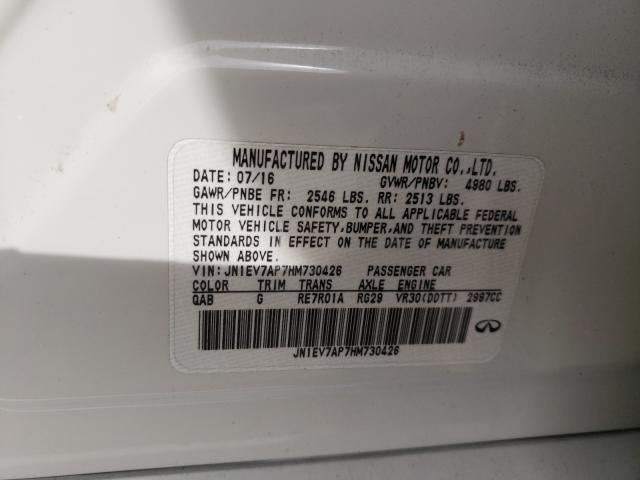 MANUFACTURED BY NISSAN MOTOR CO.,LTD.
DATE: 07/16 GVWR/PNBV: 4980 LBS.
GAWR/PNBE FR: 2546 LBS. RR: 2513 LBS.
THIS VEHICLE CONFORMS TO ALL APPLICABLE FEDERAL
MOTOR VEHICLE SAFETY,BUMPER,AND THEFT PREVENTION
STANDARDS IN EFFECT ON THE DATE OF MANUFACTURE
SHOWN ABOVE.
VIN:JN1EV7AP7HM730426 PASSENGER CAR
COLOR TRIM TRANS AXLE ENGINE
QAB G RE7R01A RG29 VR30(DDTT) 2997CC
JN1EV7AP7HM730426